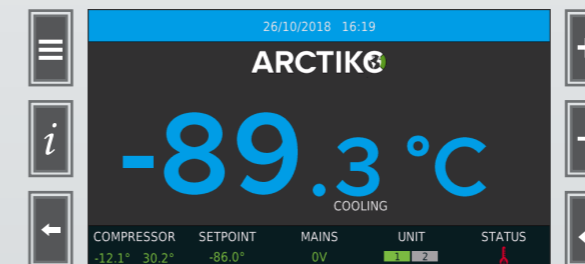 26/10/2018 16:19
ARCTIKO
i
-89.3 °C
COOLING
COMPRESSOR SETPOINT MAINS UNIT STATUS
-12.1° 30.2° -86.0° 0V 1 2